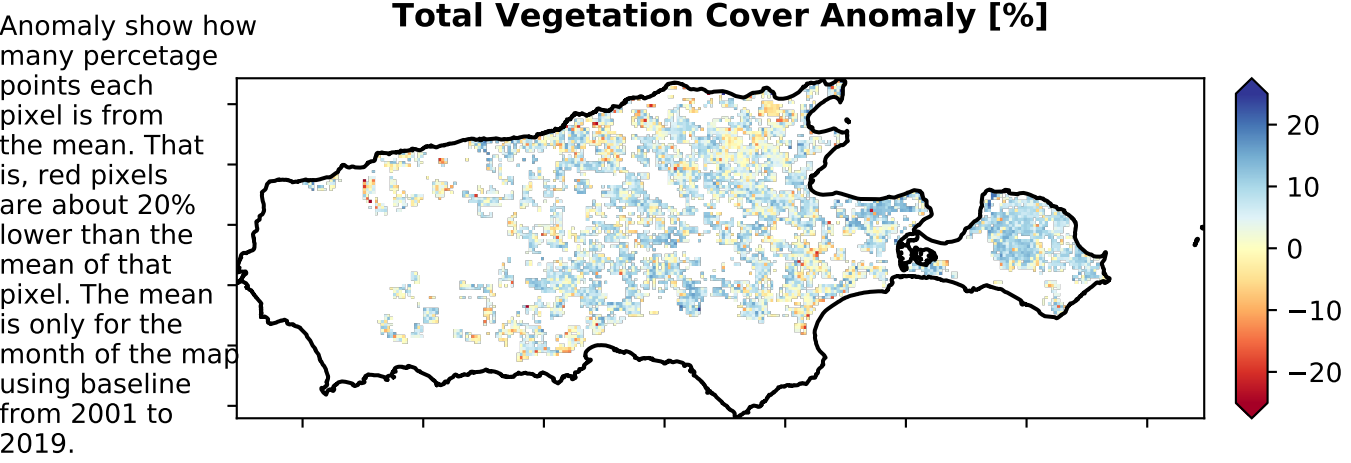 Total Vegetation Cover Anomaly [%]
Anomaly show how
many percetage
points each
pixel is from
the mean. That
is, red pixels
are about 20%
lower than the
mean of that
pixel. The mean
is only for the
month of the map
using baseline
from 2001 to
2019.
20
10
0
−10
−20